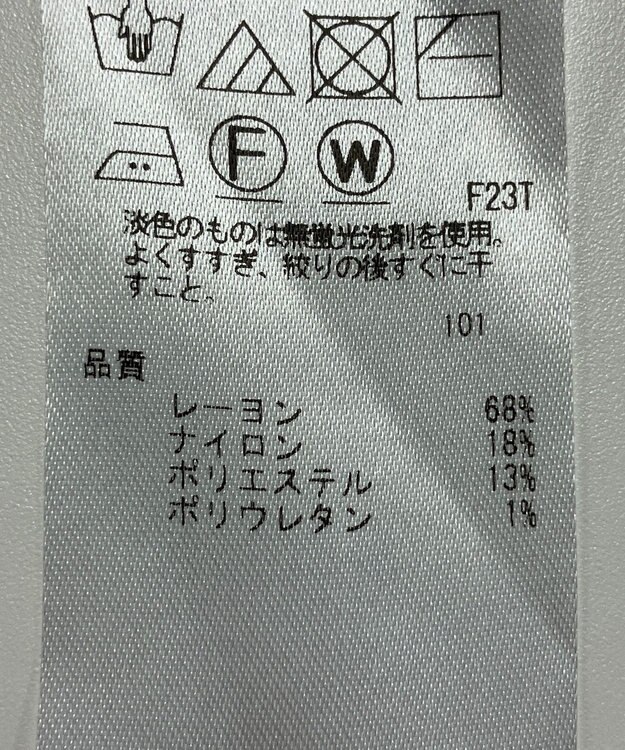 F W
F23T
淡色のものは無蛍光洗剤を使用。
よくすすぎ、絞りの後すぐに干
すこと。
101
品質
レーヨン 68%
ナイロン 18%
ポリエステル 13%
ポリウレタン 1%